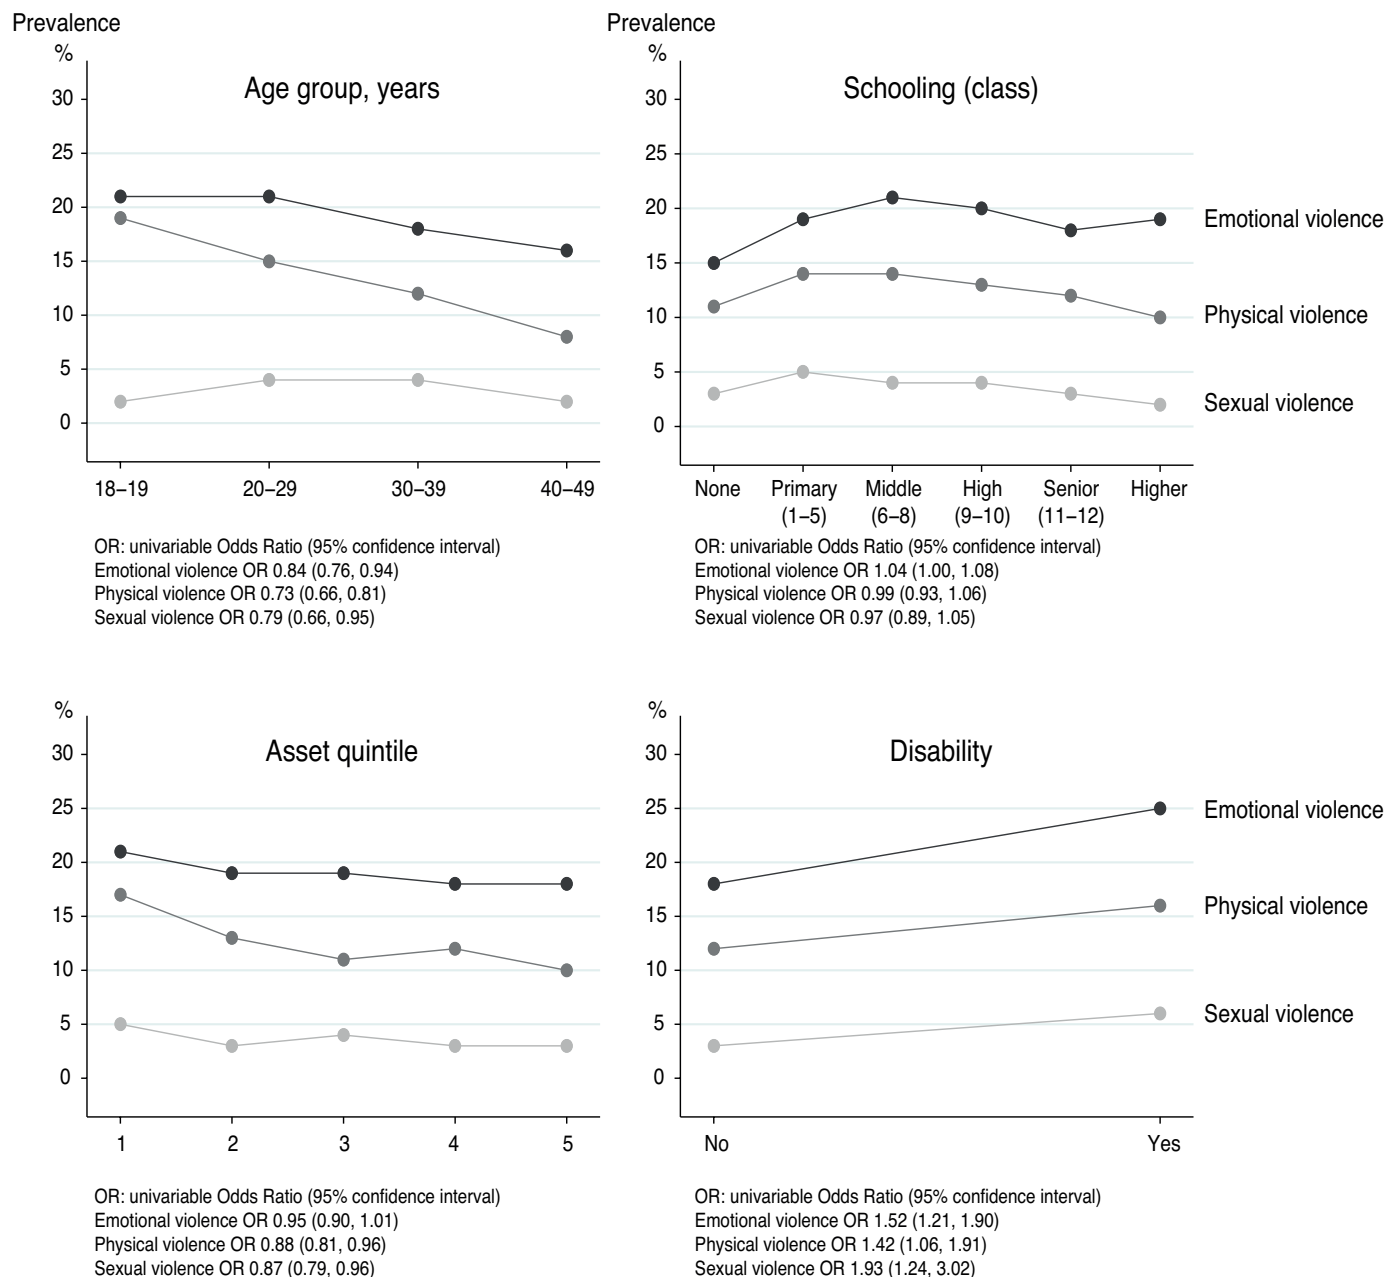 Prevalence
%
Age group, years
30
25
20
15
10
5
0
18–19 20–29 30–39 40–49
OR: univariable Odds Ratio (95% confidence interval)
Emotional violence OR 0.84 (0.76, 0.94)
Physical violence OR 0.73 (0.66, 0.81)
Sexual violence OR 0.79 (0.66, 0.95)
Prevalence
%
Schooling (class)
30
25
20
15
10
5
0
Emotional violence
Physical violence
Sexual violence
None Primary Middle High Senior Higher
(1–5) (6–8) (9–10) (11–12)
OR: univariable Odds Ratio (95% confidence interval)
Emotional violence OR 1.04 (1.00, 1.08)
Physical violence OR 0.99 (0.93, 1.06)
Sexual violence OR 0.97 (0.89, 1.05)
%
Asset quintile
30
25
20
15
10
5
0
1 2 3 4 5
OR: univariable Odds Ratio (95% confidence interval)
Emotional violence OR 0.95 (0.90, 1.01)
Physical violence OR 0.88 (0.81, 0.96)
Sexual violence OR 0.87 (0.79, 0.96)
%
Disability
30
25
20
15
10
5
0
Emotional violence
Physical violence
Sexual violence
No Yes
OR: univariable Odds Ratio (95% confidence interval)
Emotional violence OR 1.52 (1.21, 1.90)
Physical violence OR 1.42 (1.06, 1.91)
Sexual violence OR 1.93 (1.24, 3.02)